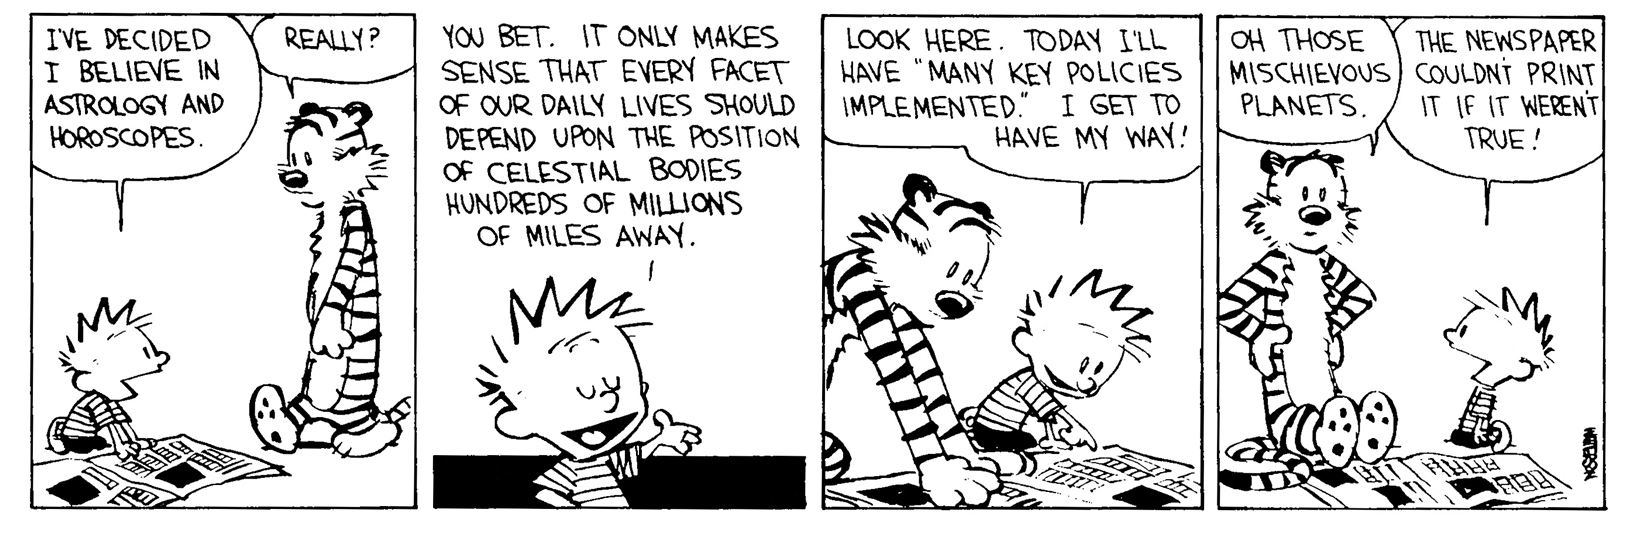 I'VE DECIDED
I BELIEVE IN
ASTROLOGY AND
HOROSCOPES.
REALLY?
YOU BET. IT ONLY MAKES
SENSE THAT EVERY FACET
OF OUR DAILY LIVES SHOULD
DEPEND UPON THE POSITION
OF CELESTIAL BODIES
HUNDREDS OF MILLIONS
OF MILES AWAY.
LOOK HERE. TODAY I'LL
HAVE "MANY KEY POLICIES
IMPLEMENTED." I GET TO
HAVE MY WAY!
OH THOSE
MISCHIEVOUS
PLANETS.
THE NEWSPAPER
COULDN'T PRINT
IT IF IT WEREN'T
TRUE!
WATTERSON